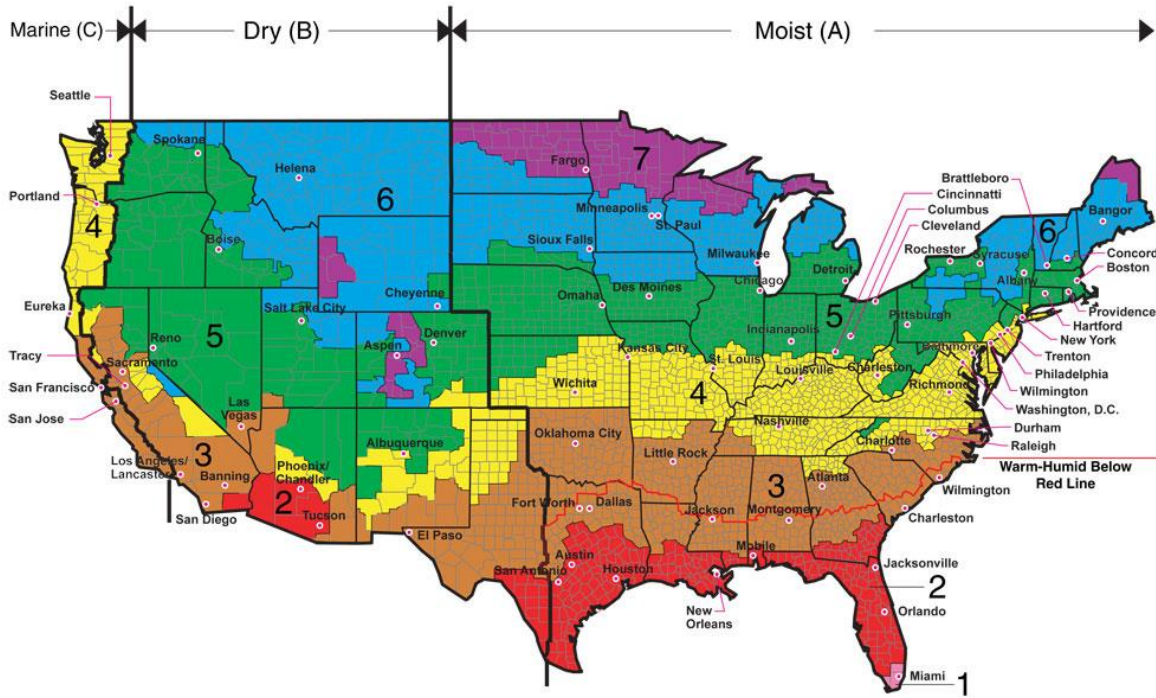 Marine (C)
Dry (B)
Moist (A)
Seattle
Spokane
Helena
Fargo
7
Brattleboro
Cincinnatti
Columbus
Cleveland
Portland
4
6
Minneapolis
St. Paul
Bangor
6
Boise
Sioux Falls
Milwaukee
Rochester
Syracuse
Concord
Detroit
Albany
Boston
Eureka
Salt Lake City
Cheyenne
Omaha
Des Moines
Chicago
5
Pittsburgh
Providence
Hartford
New York
Reno
5
Denver
Incianapolis
Trenton
Tracy
Aspen
Kansas City
St. Louis
Baltimore
Philadelphia
Sacramento
Louisville
Charleston
Wilmington
San Francisco
Wichita
4
Richmond
Washington, D.C.
San Jose
Las
Vegas
Nashville
Durham
Raleigh
Albuquerque
Oklahoma City
Charlotte
3
Los Angeles/
Lancaster
Banning
Phoenix/
Chandler
Little Rock
3
Atlanta
Warm-Humid Below
Red Line
2
Wilmington
San Diego
Tucson
Fort Worth
Dallas
Jackson
Montgomery
Charleston
El Paso
Austin
Mobile
San Antonio
Houston
Jacksonville
2
New
Orleans
Orlando
Miami
1